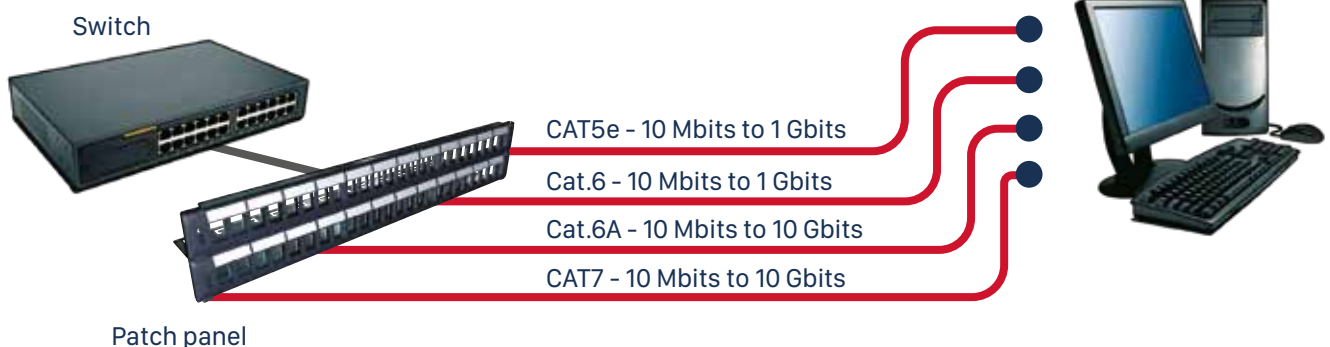 Switch
CAT5e - 10 Mbits to 1 Gbits
Cat.6 - 10 Mbits to 1 Gbits
Cat.6A - 10 Mbits to 10 Gbits
CAT7 - 10 Mbits to 10 Gbits
Patch panel